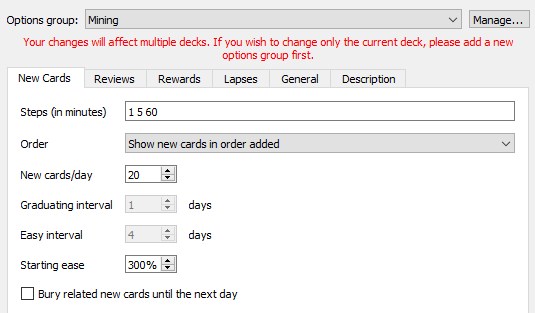 Options group: Mining Manage...
Your changes will affect multiple decks. If you wish to change only the current deck, please add a new
options group first.
New Cards Reviews Rewards Lapses General Description
Steps (in minutes) 1 5 60
Order Show new cards in order added
New cards/day 20
Graduating interval 1 days
Easy interval 4 days
Starting ease 300%
Bury related new cards until the next day